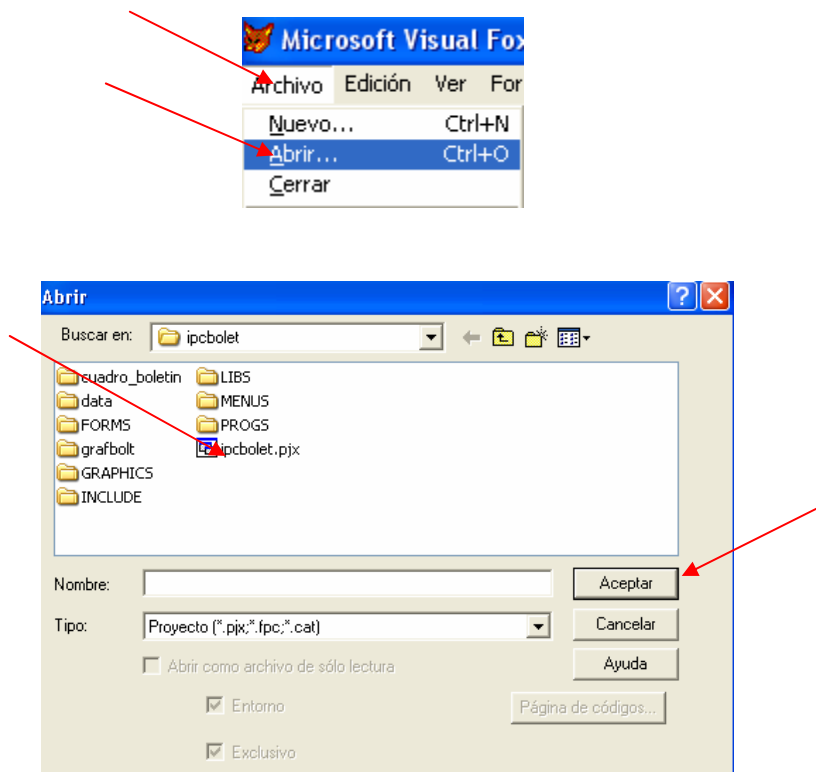 Microsoft Visual Fox
Archivo Edición Ver For
Nuevo... Ctrl+N
Abrir... Ctrl+O
Cerrar
Abrir
Buscar en: ipcbolet
cuadro_boletin LIBS
data MENUS
FORMS PROGS
grafbolt ipcbolet.pjx
GRAPHICS
INCLUDE
Nombre: Aceptar
Tipo: Proyecto (*.pjx;*.fpc;*.cat) Cancelar
Abrir como archivo de sólo lectura Ayuda
Entorno Página de códigos...
Exclusivo